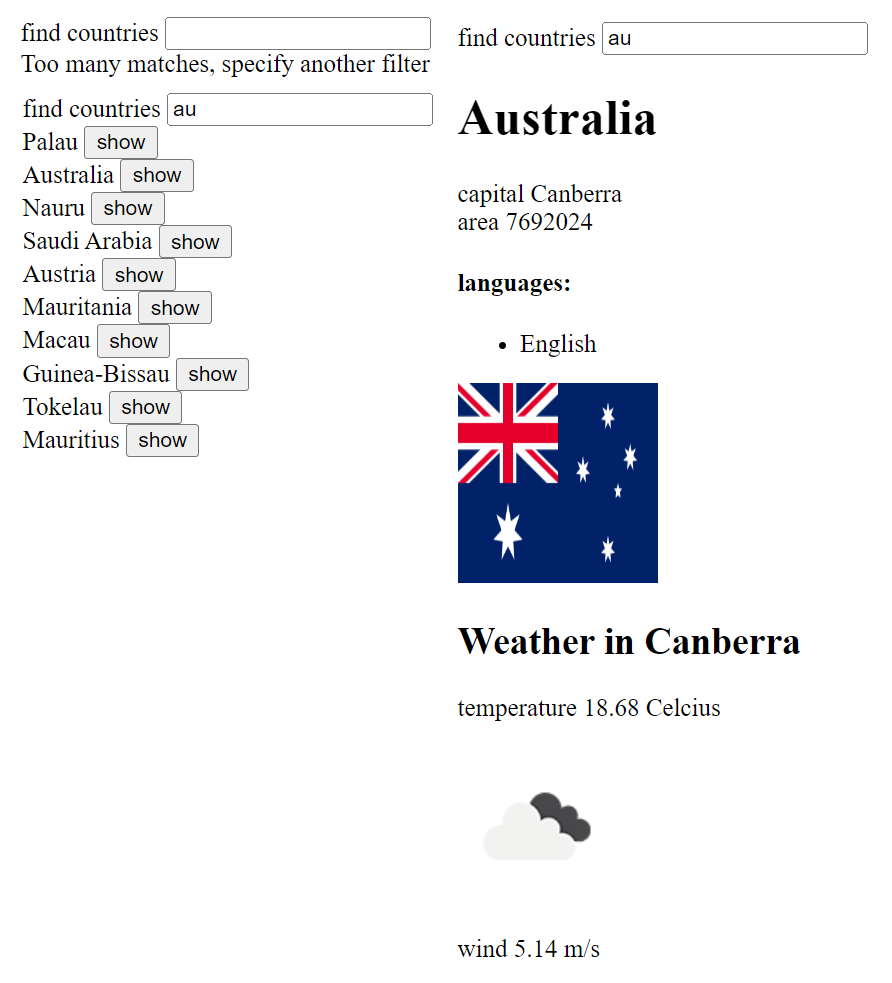 find countries
Too many matches, specify another filter
find countries au
Palau show
Australia show
Nauru show
Saudi Arabia show
Austria show
Mauritania show
Macau show
Guinea-Bissau show
Tokelau show
Mauritius show
find countries au
Australia
capital Canberra
area 7692024
languages:
• English
Weather in Canberra
temperature 18.68 Celcius
wind 5.14 m/s